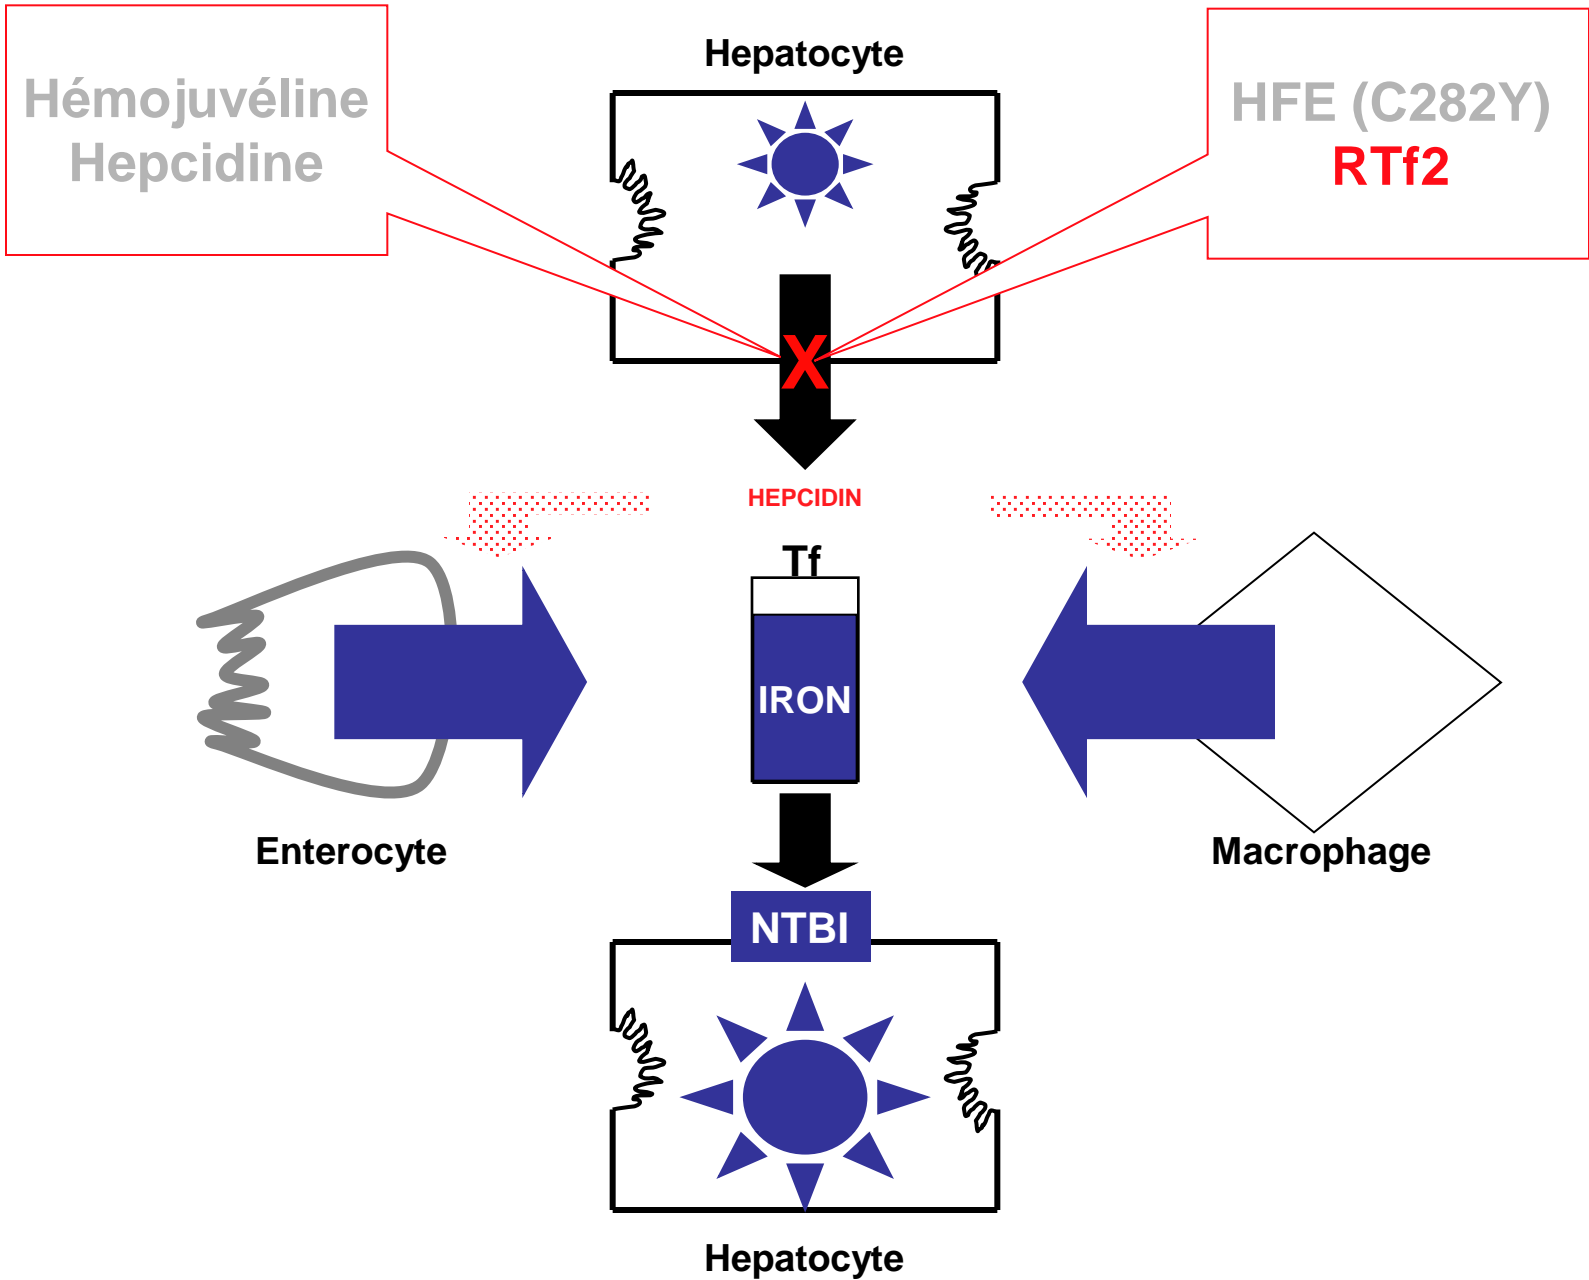 Hepatocyte
Hémojuvéline
Hepcidine
HFE (C282Y)
RTf2
X
HEPCIDIN
Tf
IRON
Enterocyte
Macrophage
NTBI
Hepatocyte